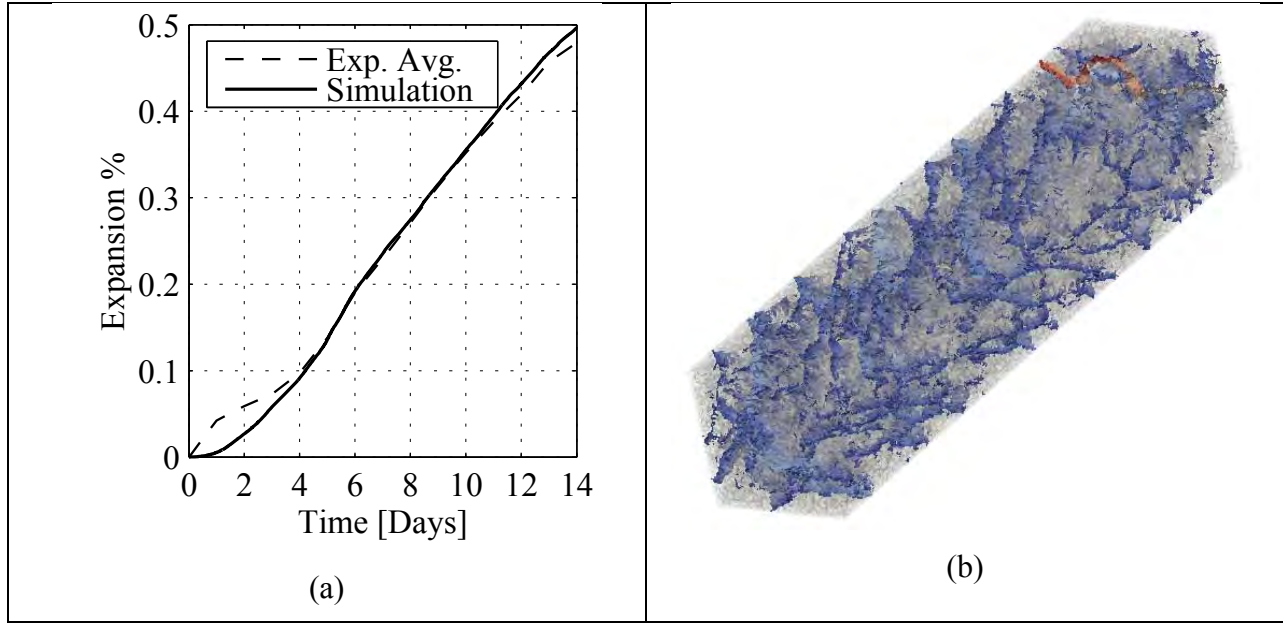 0.5
Exp. Avg.
Simulation
0.4
0.3
0.2
0.1
0
Expansion %
0 2 4 6 8 10 12 14
Time [Days]
(a)
(b)